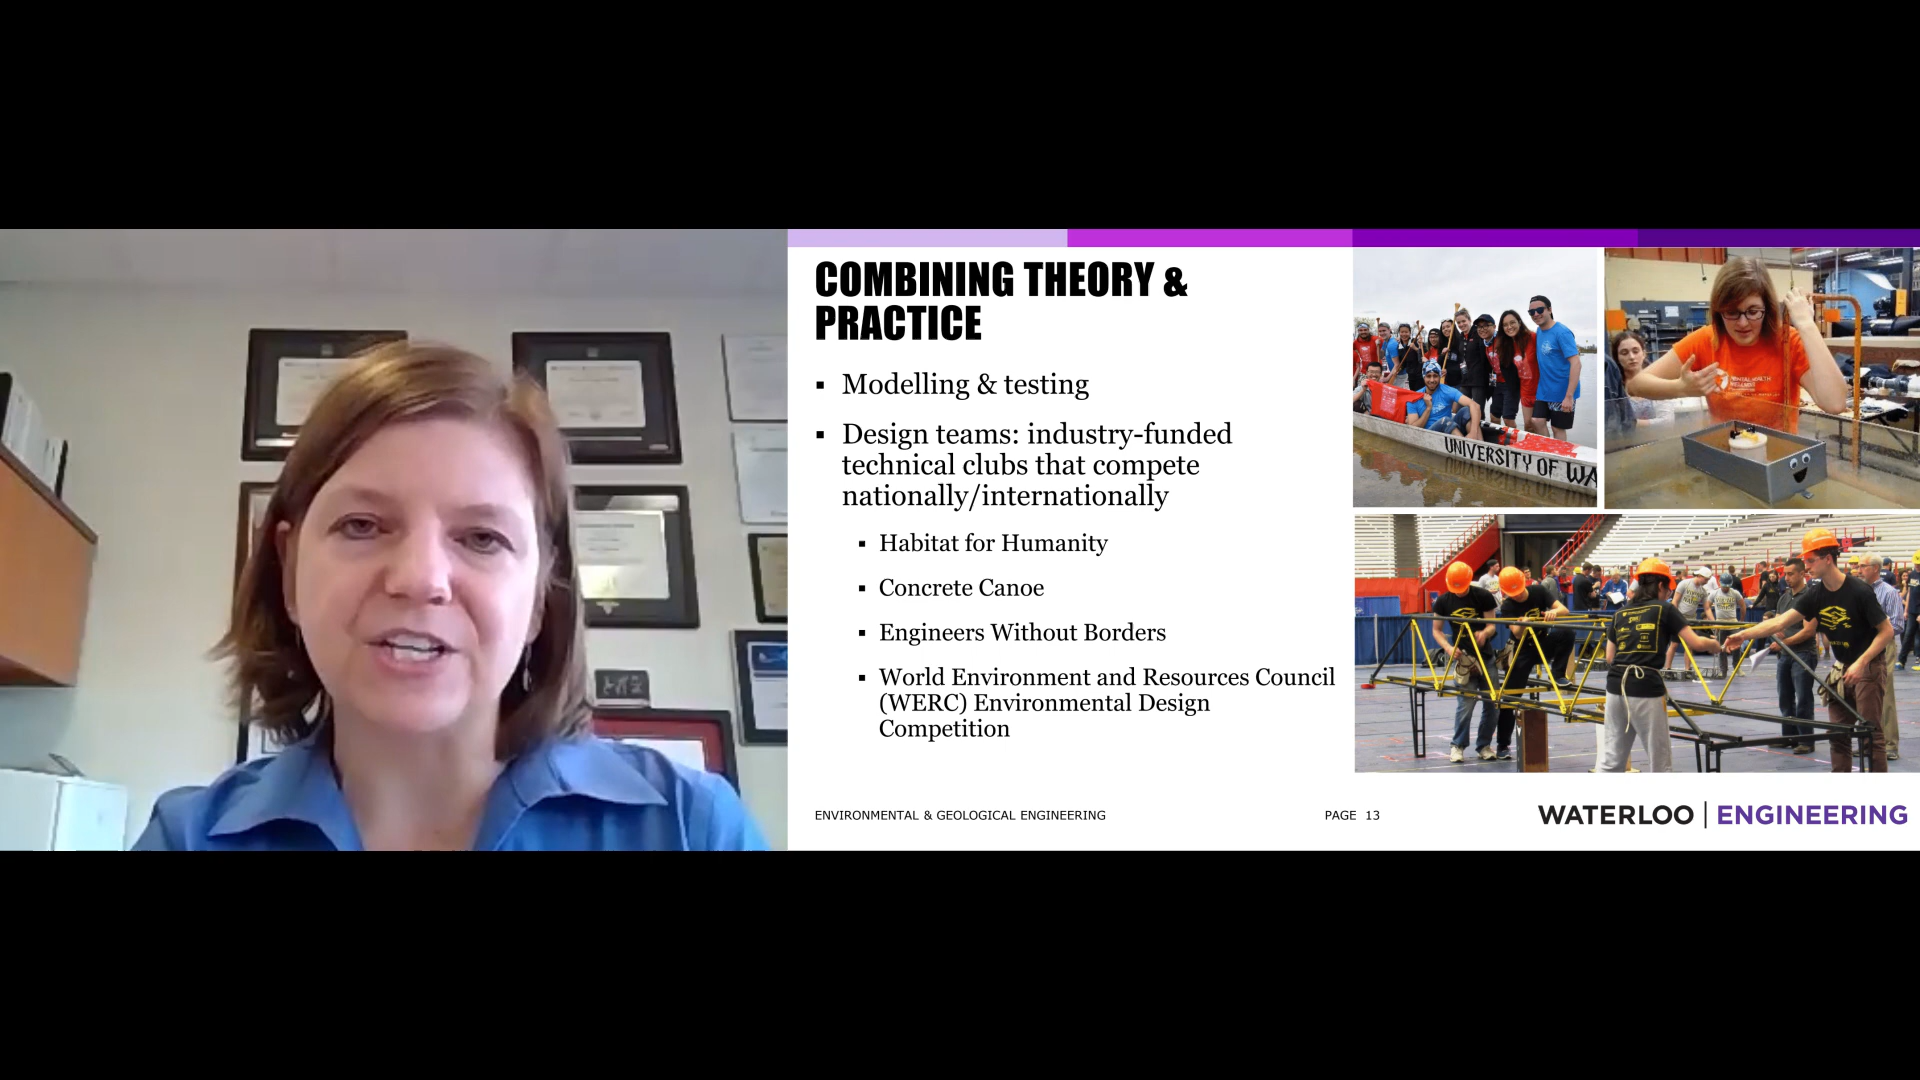 COMBINING THEORY &
PRACTICE
▪ Modelling & testing
▪ Design teams: industry-funded
technical clubs that compete
nationally/internationally
▪ Habitat for Humanity
▪ Concrete Canoe
▪ Engineers Without Borders
▪ World Environment and Resources Council
(WERC) Environmental Design
Competition
UNIVERSITY OF WA
ENVIRONMENTAL & GEOLOGICAL ENGINEERING
PAGE 13
WATERLOO | ENGINEERING